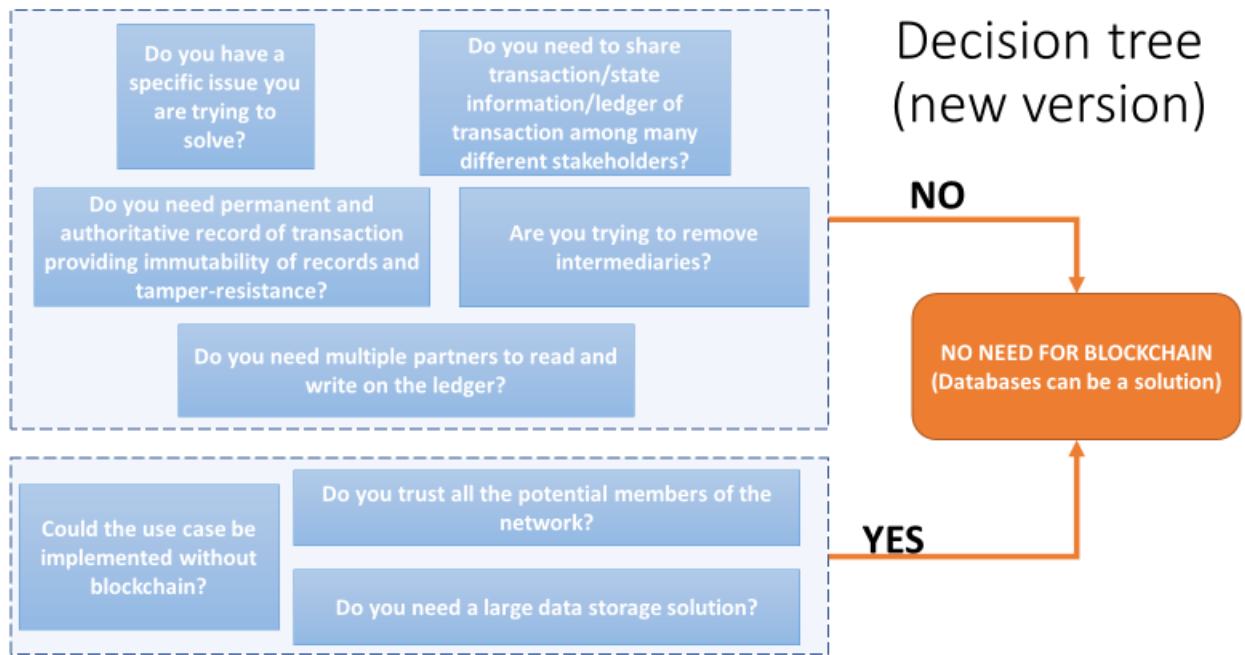 Do you have a
specific issue you
are trying to
solve?
Do you need to share
transaction/state
information/ledger of
transaction among many
different stakeholders?
Do you need permanent and
authoritative record of transaction
providing immutability of records and
tamper-resistance?
Are you trying to remove
intermediaries?
Do you need multiple partners to read and
write on the ledger?
Decision tree
(new version)
NO
NO NEED FOR BLOCKCHAIN
(Databases can be a solution)
Could the use case be
implemented without
blockchain?
Do you trust all the potential members of the
network?
Do you need a large data storage solution?
YES